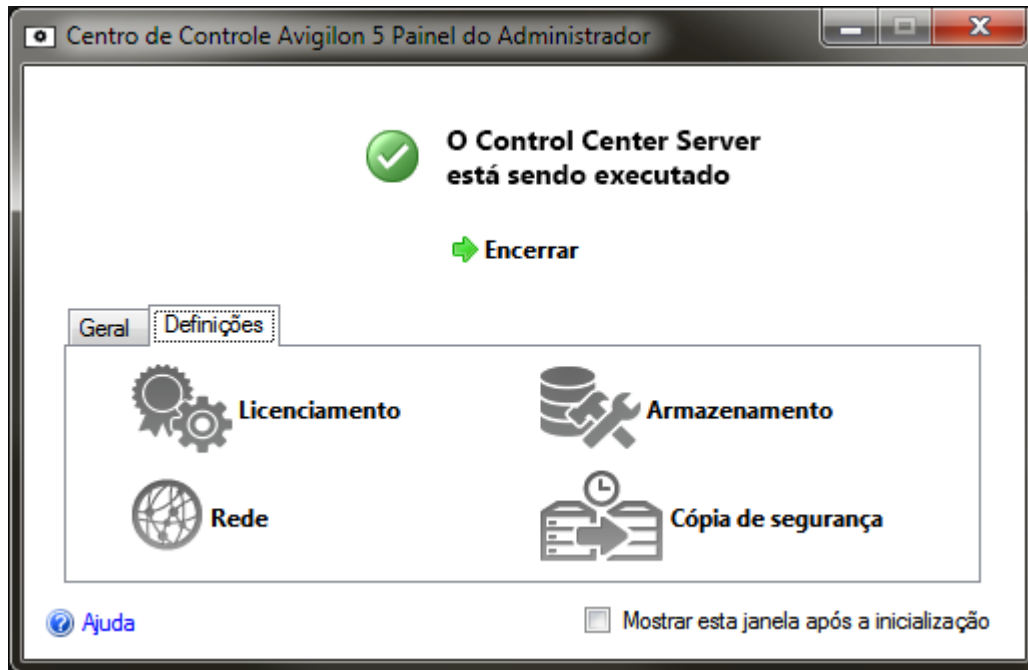 Centro de Controle Avigilon 5 Painel do Administrador
O Control Center Server
está sendo executado
Encerrar
Geral
Definições
Licenciamento
Armazenamento
Rede
Cópia de segurança
Ajuda
Mostrar esta janela após a inicialização